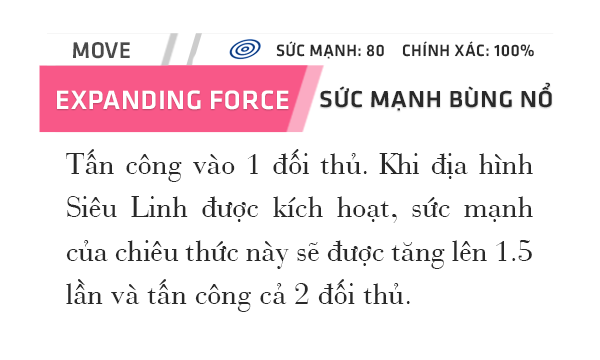 MOVE SỨC MẠNH: 80 CHÍNH XÁC: 100%
EXPANDING FORCE SỨC MẠNH BÙNG NỔ
Tấn công vào 1 đối thủ. Khi địa hình
Siêu Linh được kích hoạt, sức mạnh
của chiêu thức này sẽ được tăng lên 1.5
lần và tấn công cả 2 đối thủ.